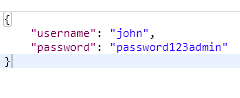 {
"username": "john",
"password": "password123admin"
}